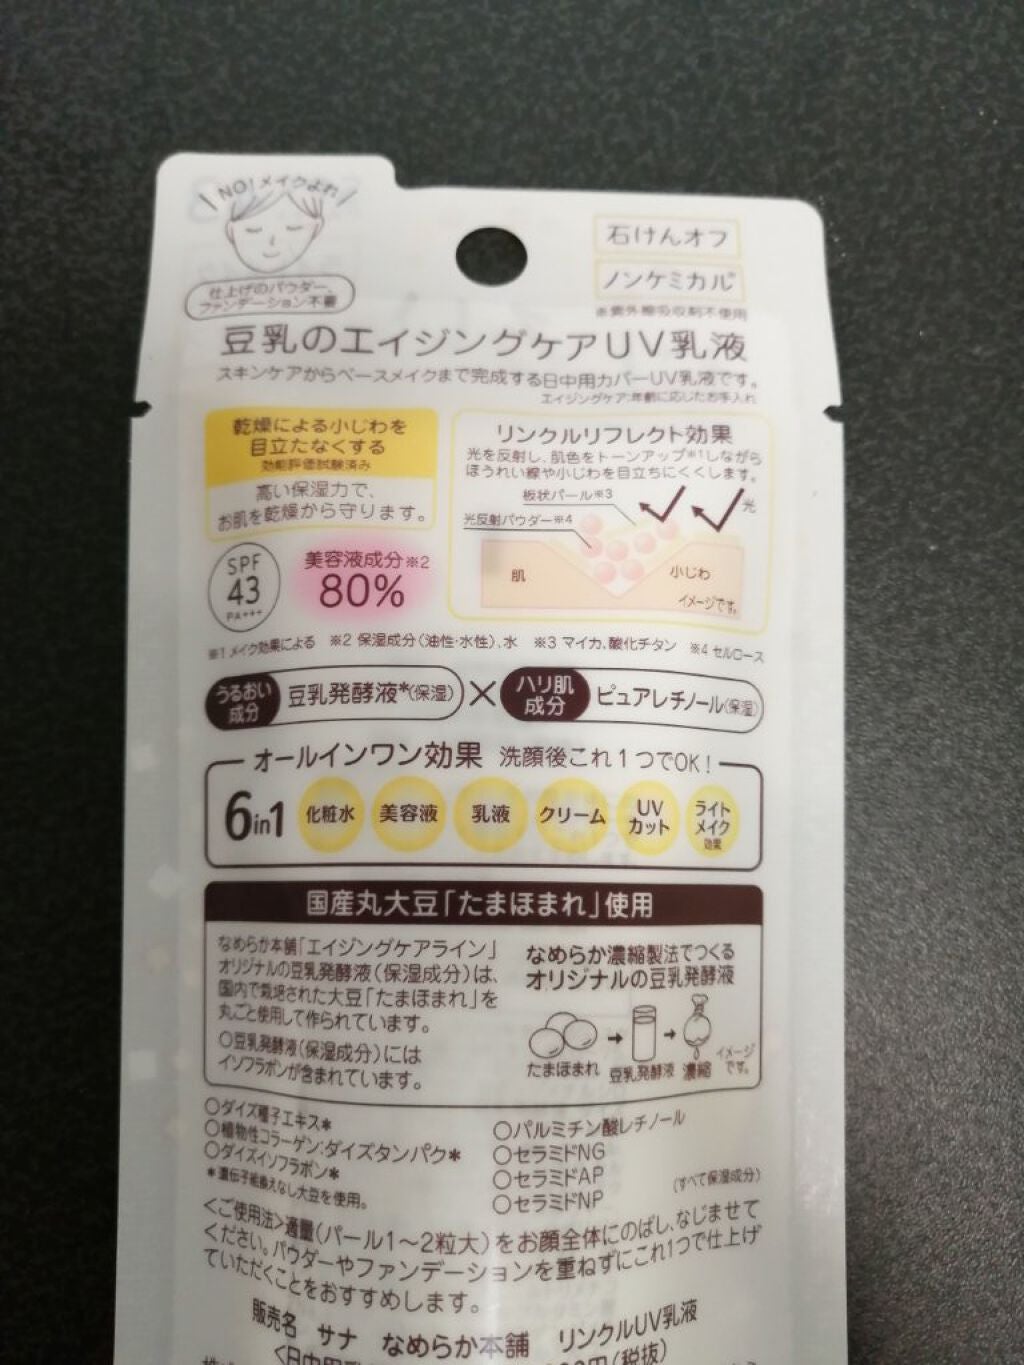 NO!メイクよれ
仕上げのパウダー、
ファンデーション不要
石けんオフ
ノンケミカル
※紫外線吸収剤不使用
豆乳のエイジングケアUV乳液
スキンケアからベースメイクまで完成する日中用カバーUV乳液です。
エイジングケア:年齢に応じたお手入れ
乾燥による小じわを
目立たなくする
効能評価試験済み
高い保湿力で、
お肌を乾燥から守ります。
SPF
43
PA+++
美容液成分※2
80%
リンクルリフレクト効果
光を反射し、肌色をトーンアップ※1しながら
ほうれい線や小じわを目立ちにくくします。
板状パール※3
光反射パウダー※4
光
肌
小じわ
イメージです。
※1 メイク効果による ※2 保湿成分(油性・水性)、水 ※3 マイカ、酸化チタン ※4 セルロース
うるおい
成分
豆乳発酵液*(保湿)
×
ハリ肌
成分
ピュアレチノール(保湿)
オールインワン効果 洗顔後これ1つでOK!
6in1
化粧水
美容液
乳液
クリーム
UV
カット
ライト
メイク
効果
国産丸大豆「たまほまれ」使用
なめらか本舗「エイジングケアライン」
オリジナルの豆乳発酵液(保湿成分)は、
国内で栽培された大豆「たまほまれ」を
丸ごと使用して作られています。
○豆乳発酵液(保湿成分)には
イソフラボンが含まれています。
なめらか濃縮製法でつくる
オリジナルの豆乳発酵液
たまほまれ
豆乳発酵液
濃縮
イメージ
です。
○ダイズ種子エキス*
○植物性コラーゲン:ダイズタンパク*
○ダイズイソフラボン*
*遺伝子組換えなし大豆を使用。
○パルミチン酸レチノール
○セラミドNG
○セラミドAP
○セラミドNP
(すべて保湿成分)
<ご使用法>適量(パール1～2粒大)をお顔全体にのばし、なじませて
ください。パウダーやファンデーションを重ねずにこれ1つで仕上げ
ていただくことをおすすめします。
販売名 サナ なめらか本舗 リンクルUV乳液
円(税抜)